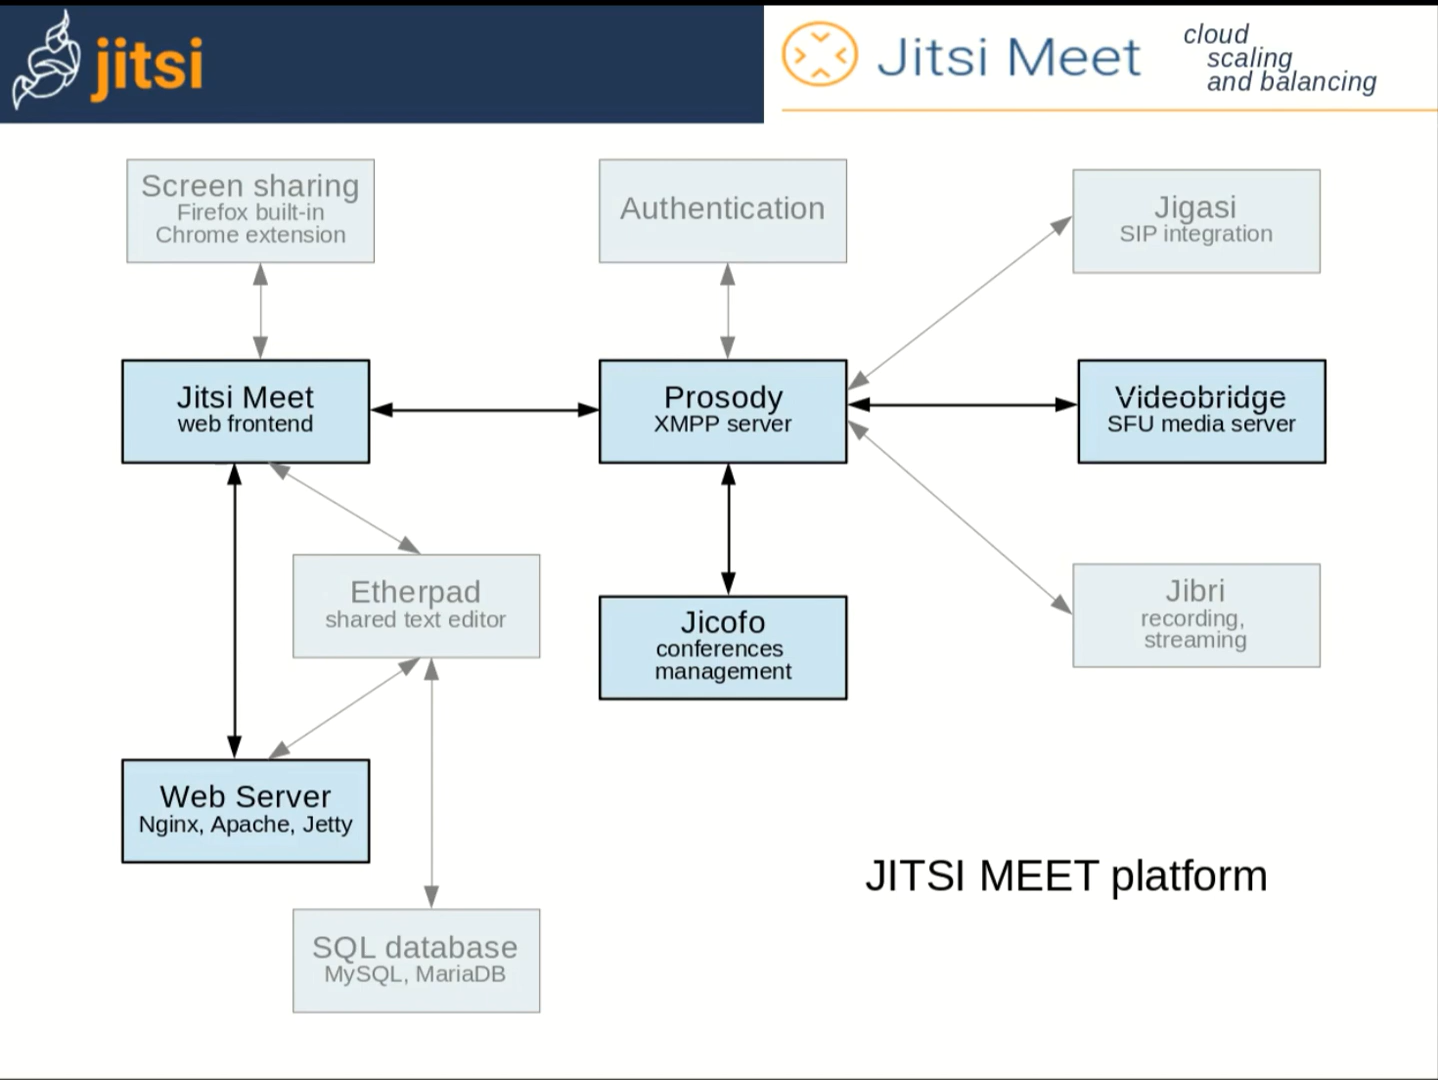 jitsi
Jitsi Meet
cloud
scaling
and balancing
Screen sharing
Firefox built-in
Chrome extension
Authentication
Jigasi
SIP integration
Jitsi Meet
web frontend
Prosody
XMPP server
Videobridge
SFU media server
Etherpad
shared text editor
Jicofo
conferences
management
Jibri
recording,
streaming
Web Server
Nginx, Apache, Jetty
JITSI MEET platform
SQL database
MySQL, MariaDB